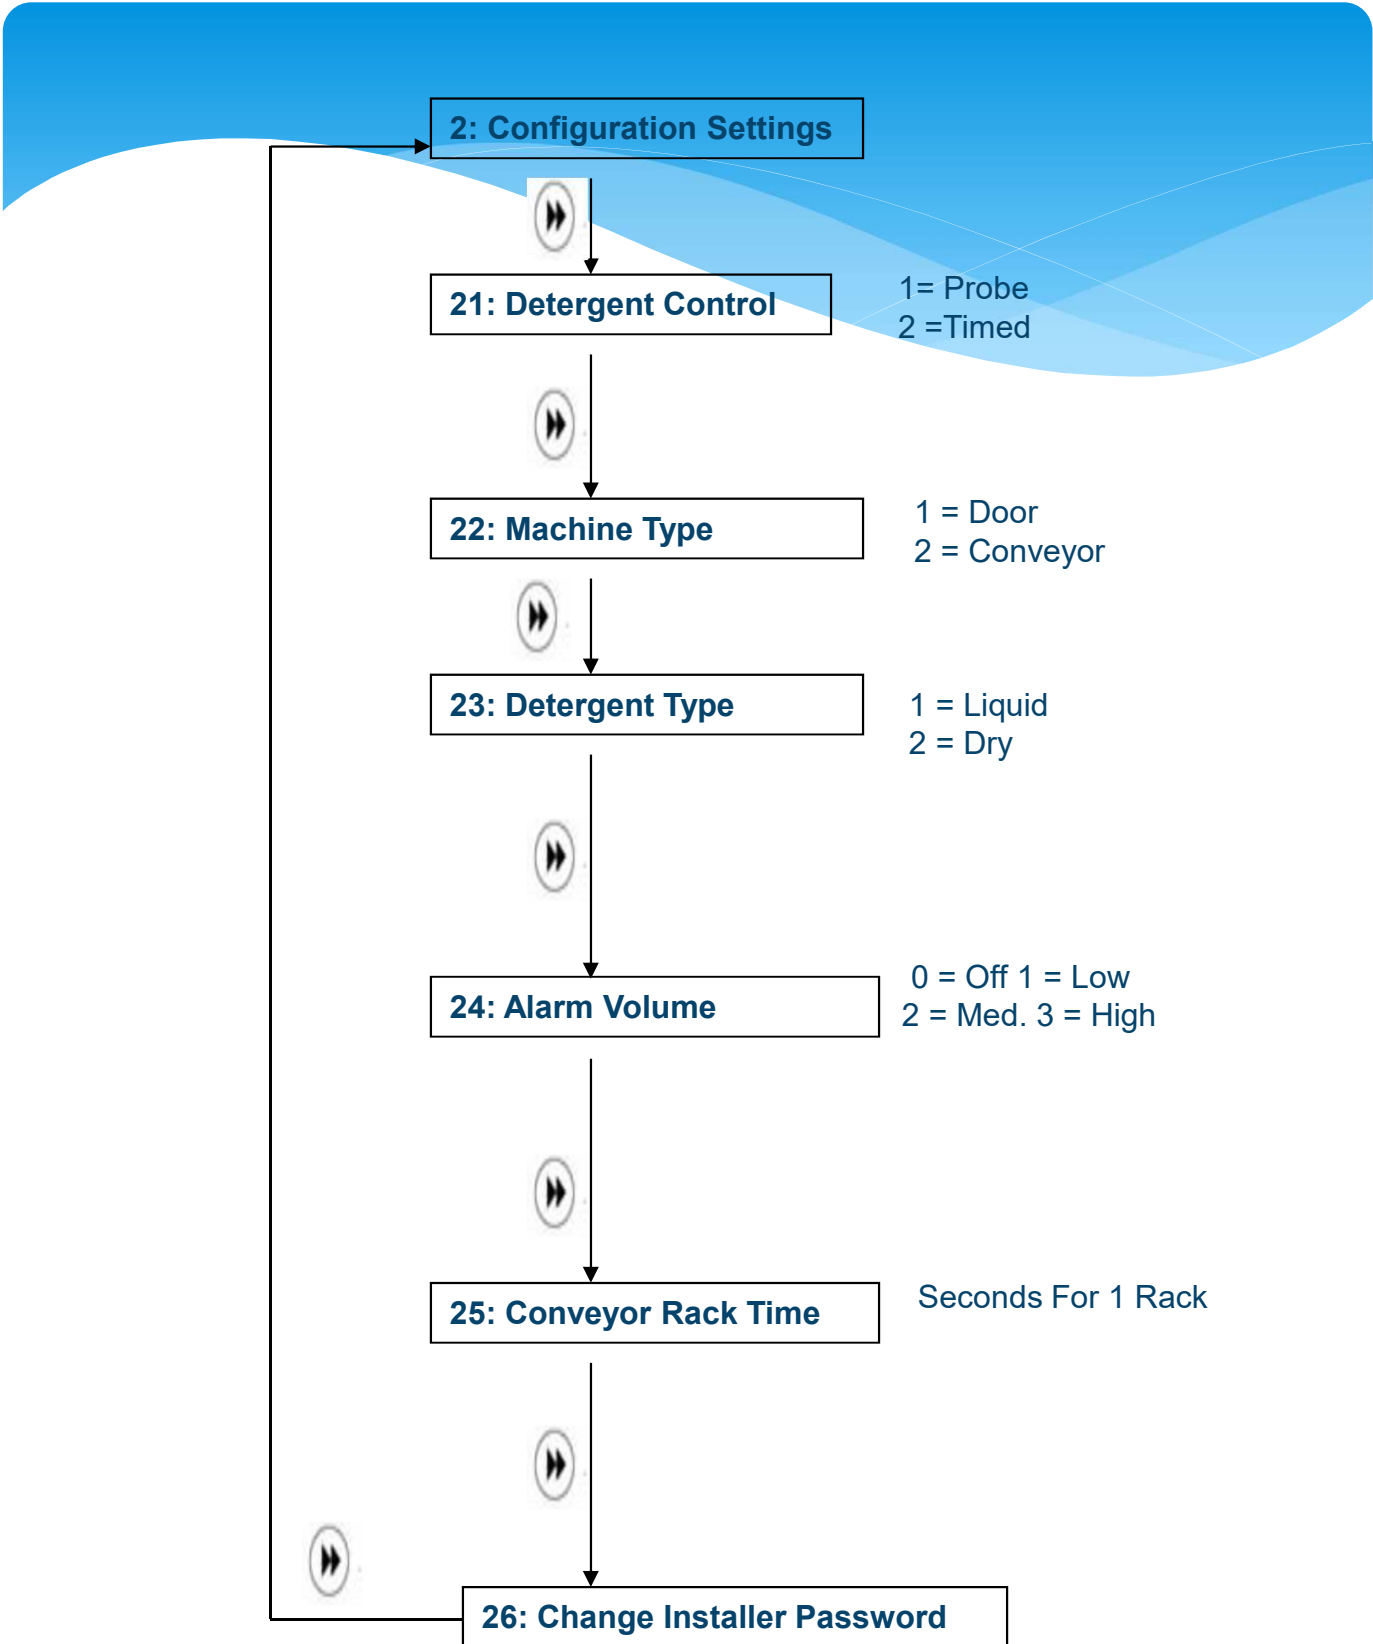 2: Configuration Settings
21: Detergent Control
1= Probe
2 =Timed
22: Machine Type
1 = Door
2 = Conveyor
23: Detergent Type
1 = Liquid
2 = Dry
24: Alarm Volume
0 = Off 1 = Low
2 = Med. 3 = High
25: Conveyor Rack Time
Seconds For 1 Rack
26: Change Installer Password